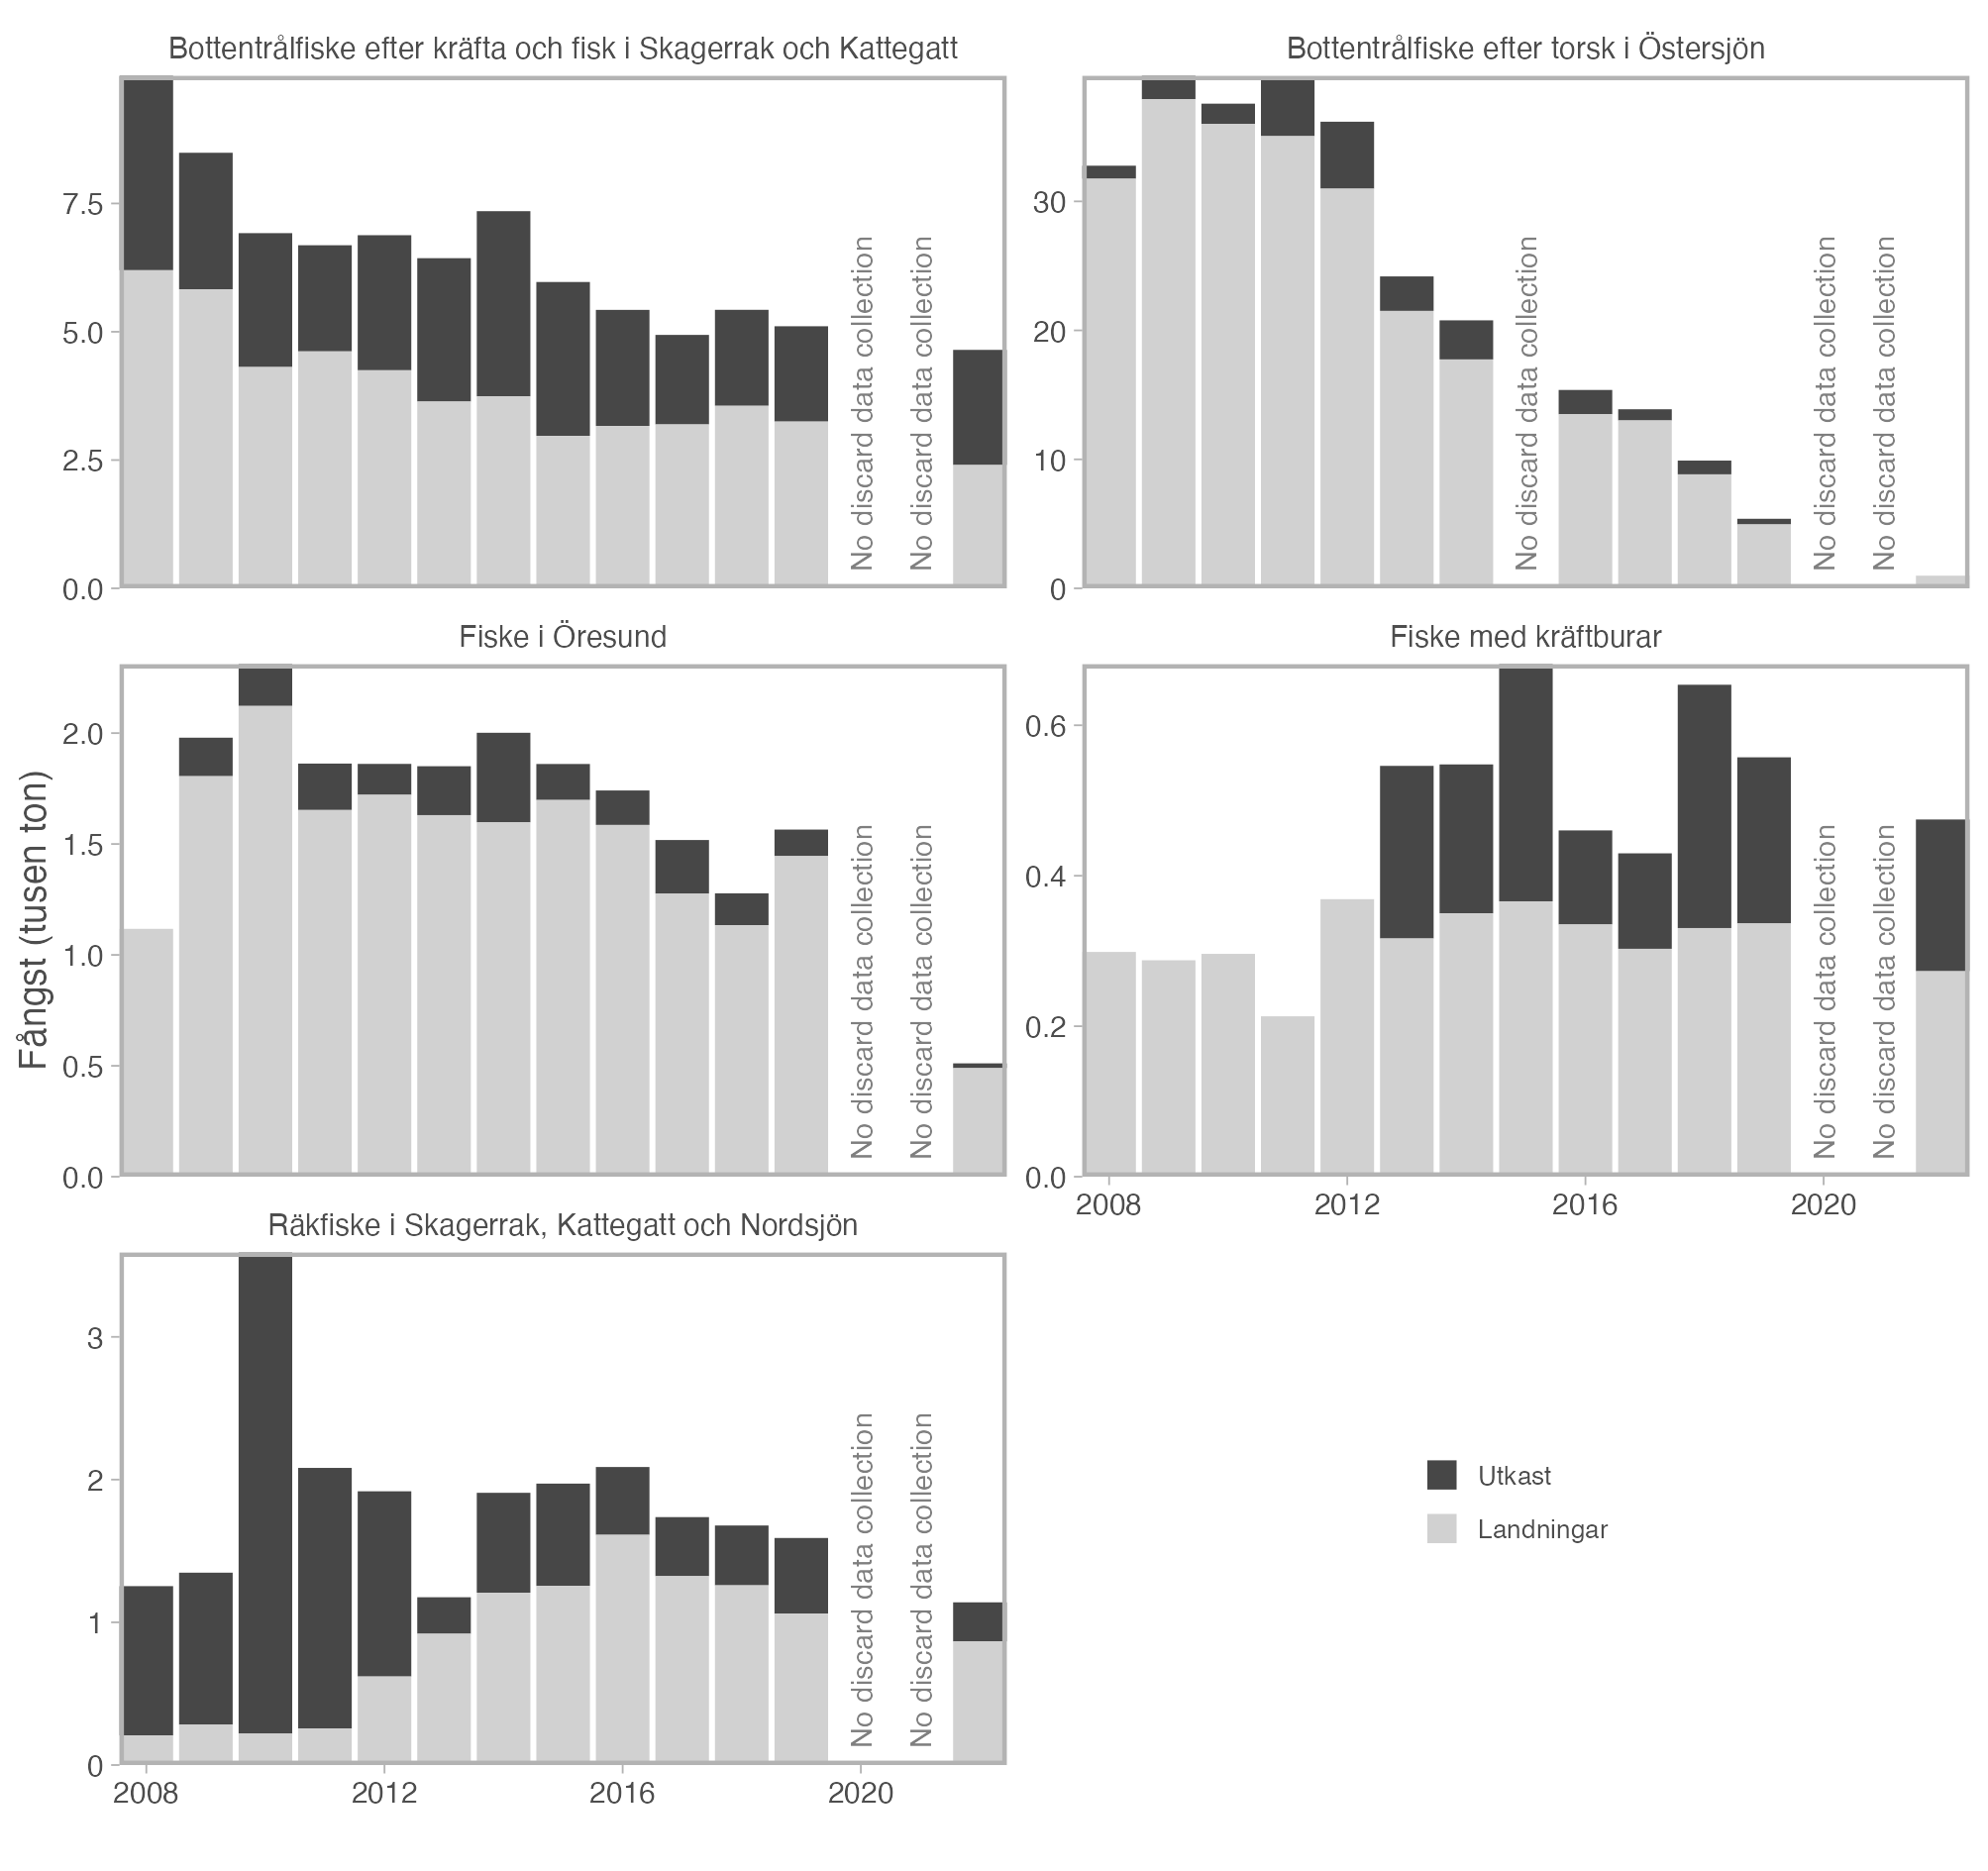 Bottentrålfiske efter kräfta och fisk i Skagerrak och Kattegatt
7.5
5.0
2.5
0.0
No discard data collection
No discard data collection
Bottentrålfiske efter torsk i Östersjön
30
20
10
0
No discard data collection
No discard data collection
No discard data collection
Fångst (tusen ton)
Fiske i Öresund
2.0
1.5
1.0
0.5
0.0
No discard data collection
No discard data collection
Fiske med kräftburar
0.6
0.4
0.2
0.0
No discard data collection
No discard data collection
2008 2012 2016 2020
Räkfiske i Skagerrak, Kattegatt och Nordsjön
3
2
1
0
No discard data collection
No discard data collection
2008 2012 2016 2020
Utkast
Landningar